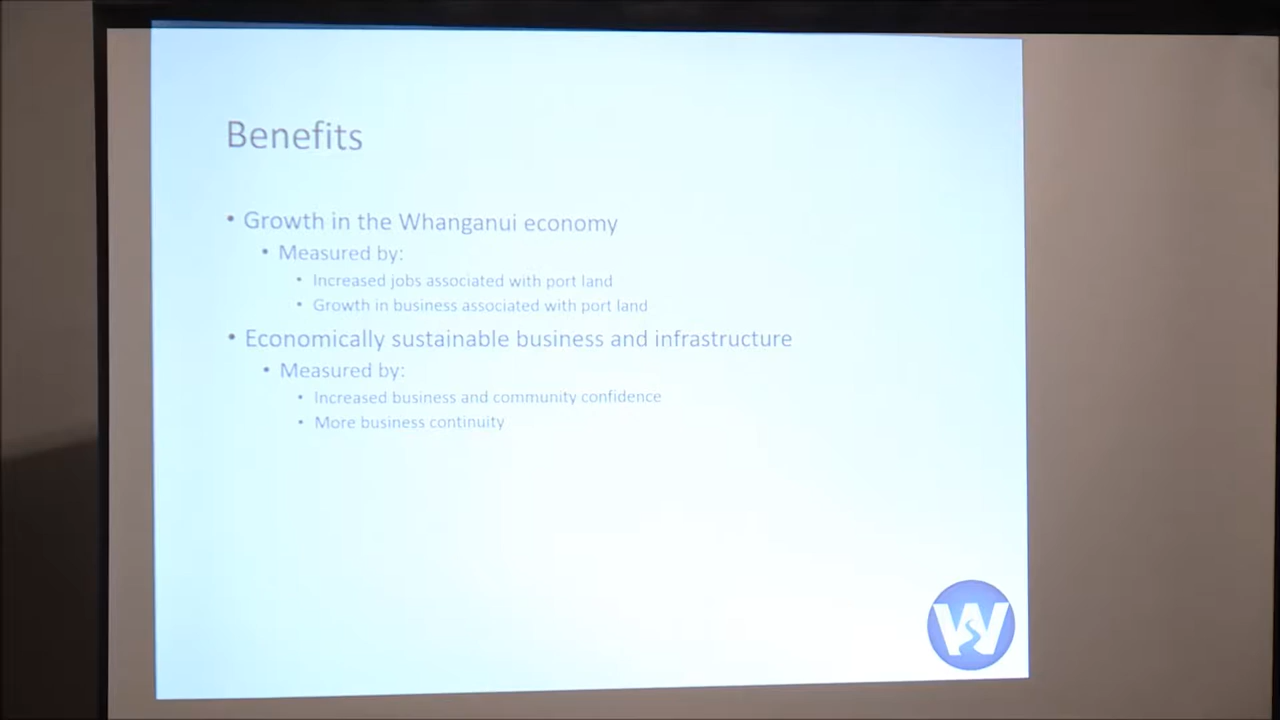 Benefits
• Growth in the Whanganui economy
• Measured by:
• Increased jobs associated with port land
• Growth in business associated with port land
• Economically sustainable business and infrastructure
• Measured by:
• Increased business and community confidence
• More business continuity
W